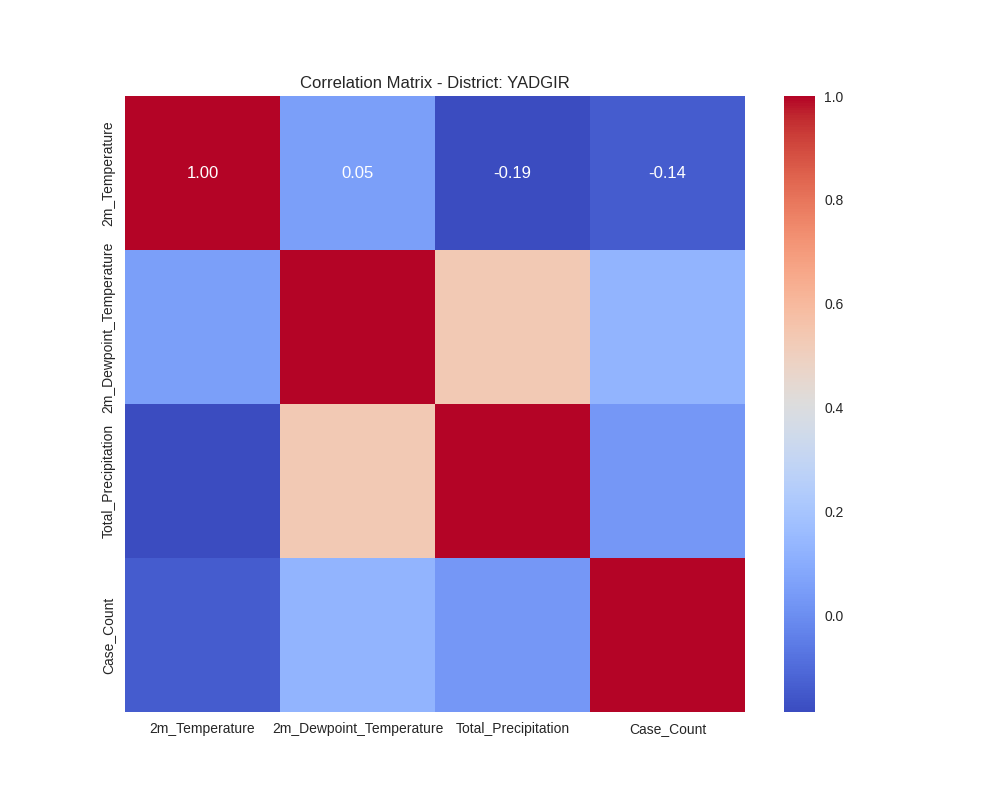 Correlation Matrix - District: YADGIR
2m_Temperature
1.00
0.05
-0.19
-0.14
2m_Dewpoint_Temperature
Total_Precipitation
Case_Count
2m_Temperature
2m_Dewpoint_Temperature
Total_Precipitation
Case_Count
1.0
0.8
0.6
0.4
0.2
0.0